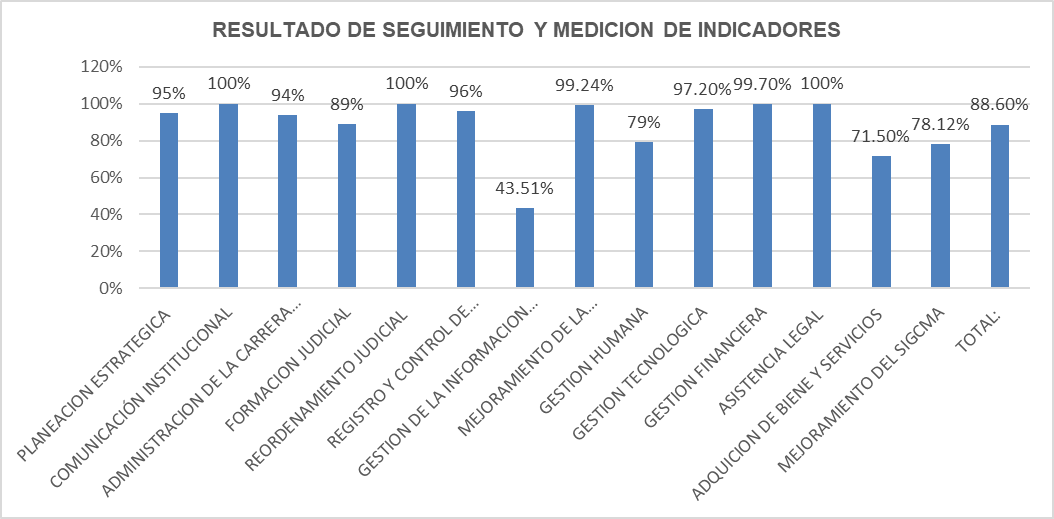 RESULTADO DE SEGUIMIENTO Y MEDICION DE INDICADORES
120%
100%
80%
60%
40%
20%
0%
95%
100%
94%
89%
100%
96%
43.51%
99.24%
79%
97.20%
99.70%
100%
71.50%
78.12%
88.60%
PLANEACION ESTRATEGICA
COMUNICACIÓN INSTITUCIONAL
ADMINISTRACION DE LA CARRERA...
FORMACION JUDICIAL
REORDENAMIENTO JUDICIAL
REGISTRO Y CONTROL DE...
GESTION DE LA INFORMACION...
MEJORAMIENTO DE LA...
GESTION HUMANA
GESTION TECNOLOGICA
GESTION FINANCIERA
ASISTENCIA LEGAL
ADQUICION DE BIENE Y SERVICIOS
MEJORAMIENTO DEL SIGCMA
TOTAL: